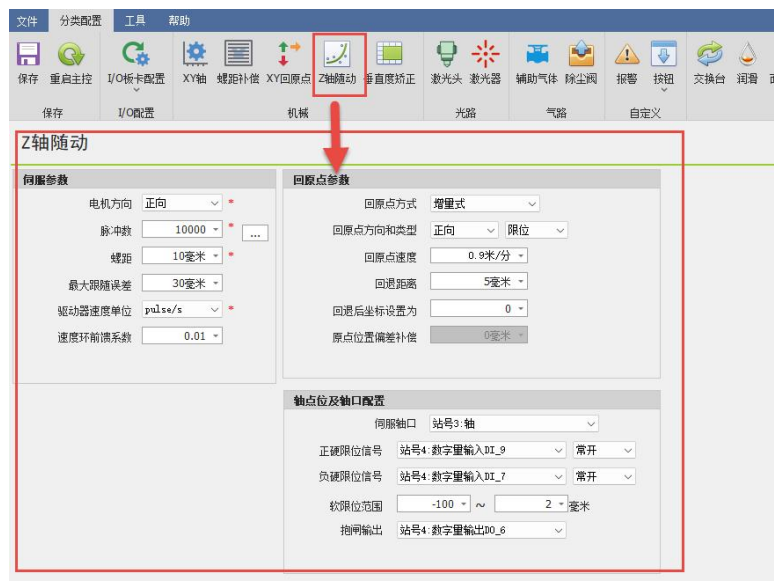 文件 分类配置 工具 帮助
保存 重启主控 I/O板卡配置 XY轴 螺距补偿 XY回原点 Z轴随动 垂直度矫正 激光头 激光器 辅助气体 除尘阀 报警 按钮 交换台 润滑
保存 I/O配置 机械 光路 气路 自定义
Z轴随动
伺服参数 回原点参数
电机方向 正向 * 回原点方式 增量式
脉冲数 10000 * ... 回原点方向和类型 正向 限位
螺距 10毫米 * 回原点速度 0.9米/分
最大跟随误差 30毫米 回退距离 5毫米
驱动器速度单位 pulse/s * 回退后坐标设置为 0
速度环前馈系数 0.01 原点位置偏差补偿 0毫米
轴点位及轴口配置
伺服轴口 站号3:轴
正硬限位信号 站号4:数字里输入DI_9 常开
负硬限位信号 站号4:数字里输入DI_7 常开
软限位范围 -100 ~ 2 毫米
抱闸输出 站号4:数字里输出DO_6